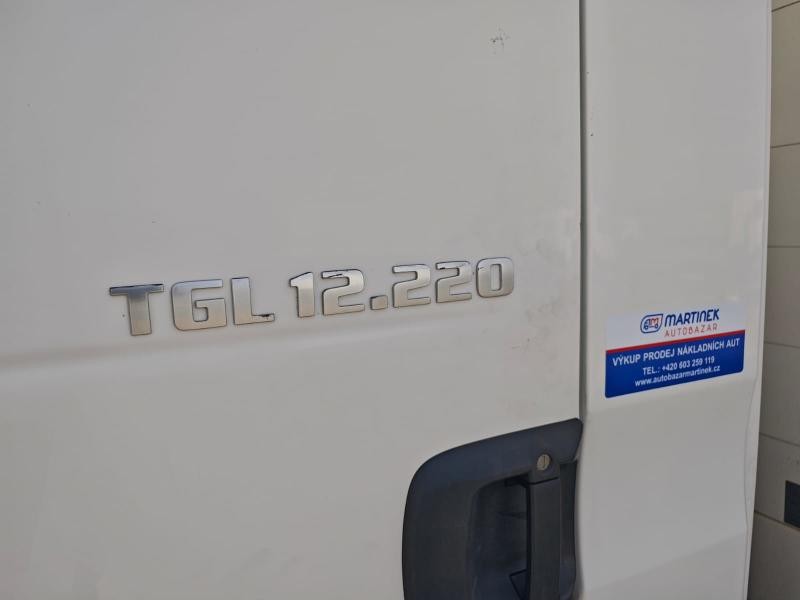 TGL 12.220
MARTINEK
AUTOBAZAR
VÝKUP PRODEJ NÁKLADNÍCH AUT
TEL.: +420 603 259 119
www.autobazarmartinek.cz